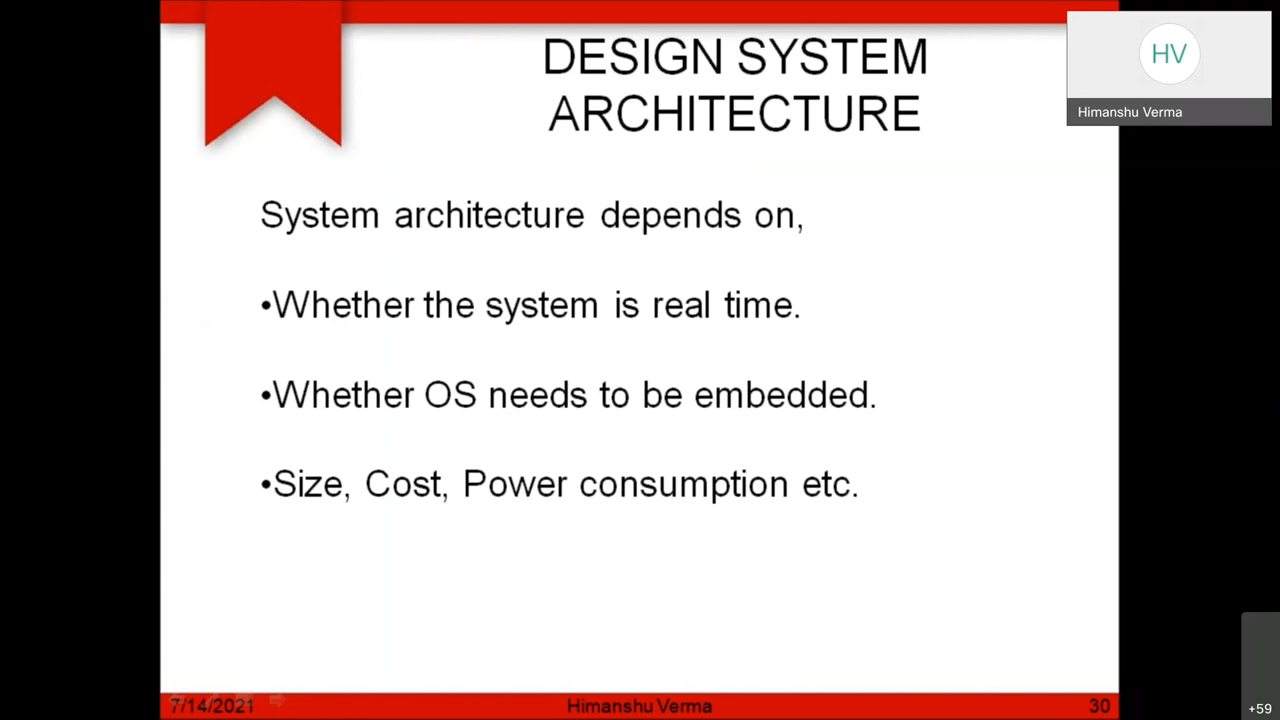 DESIGN SYSTEM
ARCHITECTURE
HV
Himanshu Verma
System architecture depends on,
•Whether the system is real time.
•Whether OS needs to be embedded.
•Size, Cost, Power consumption etc.
7/14/2021
Himanshu Verma
30
+59